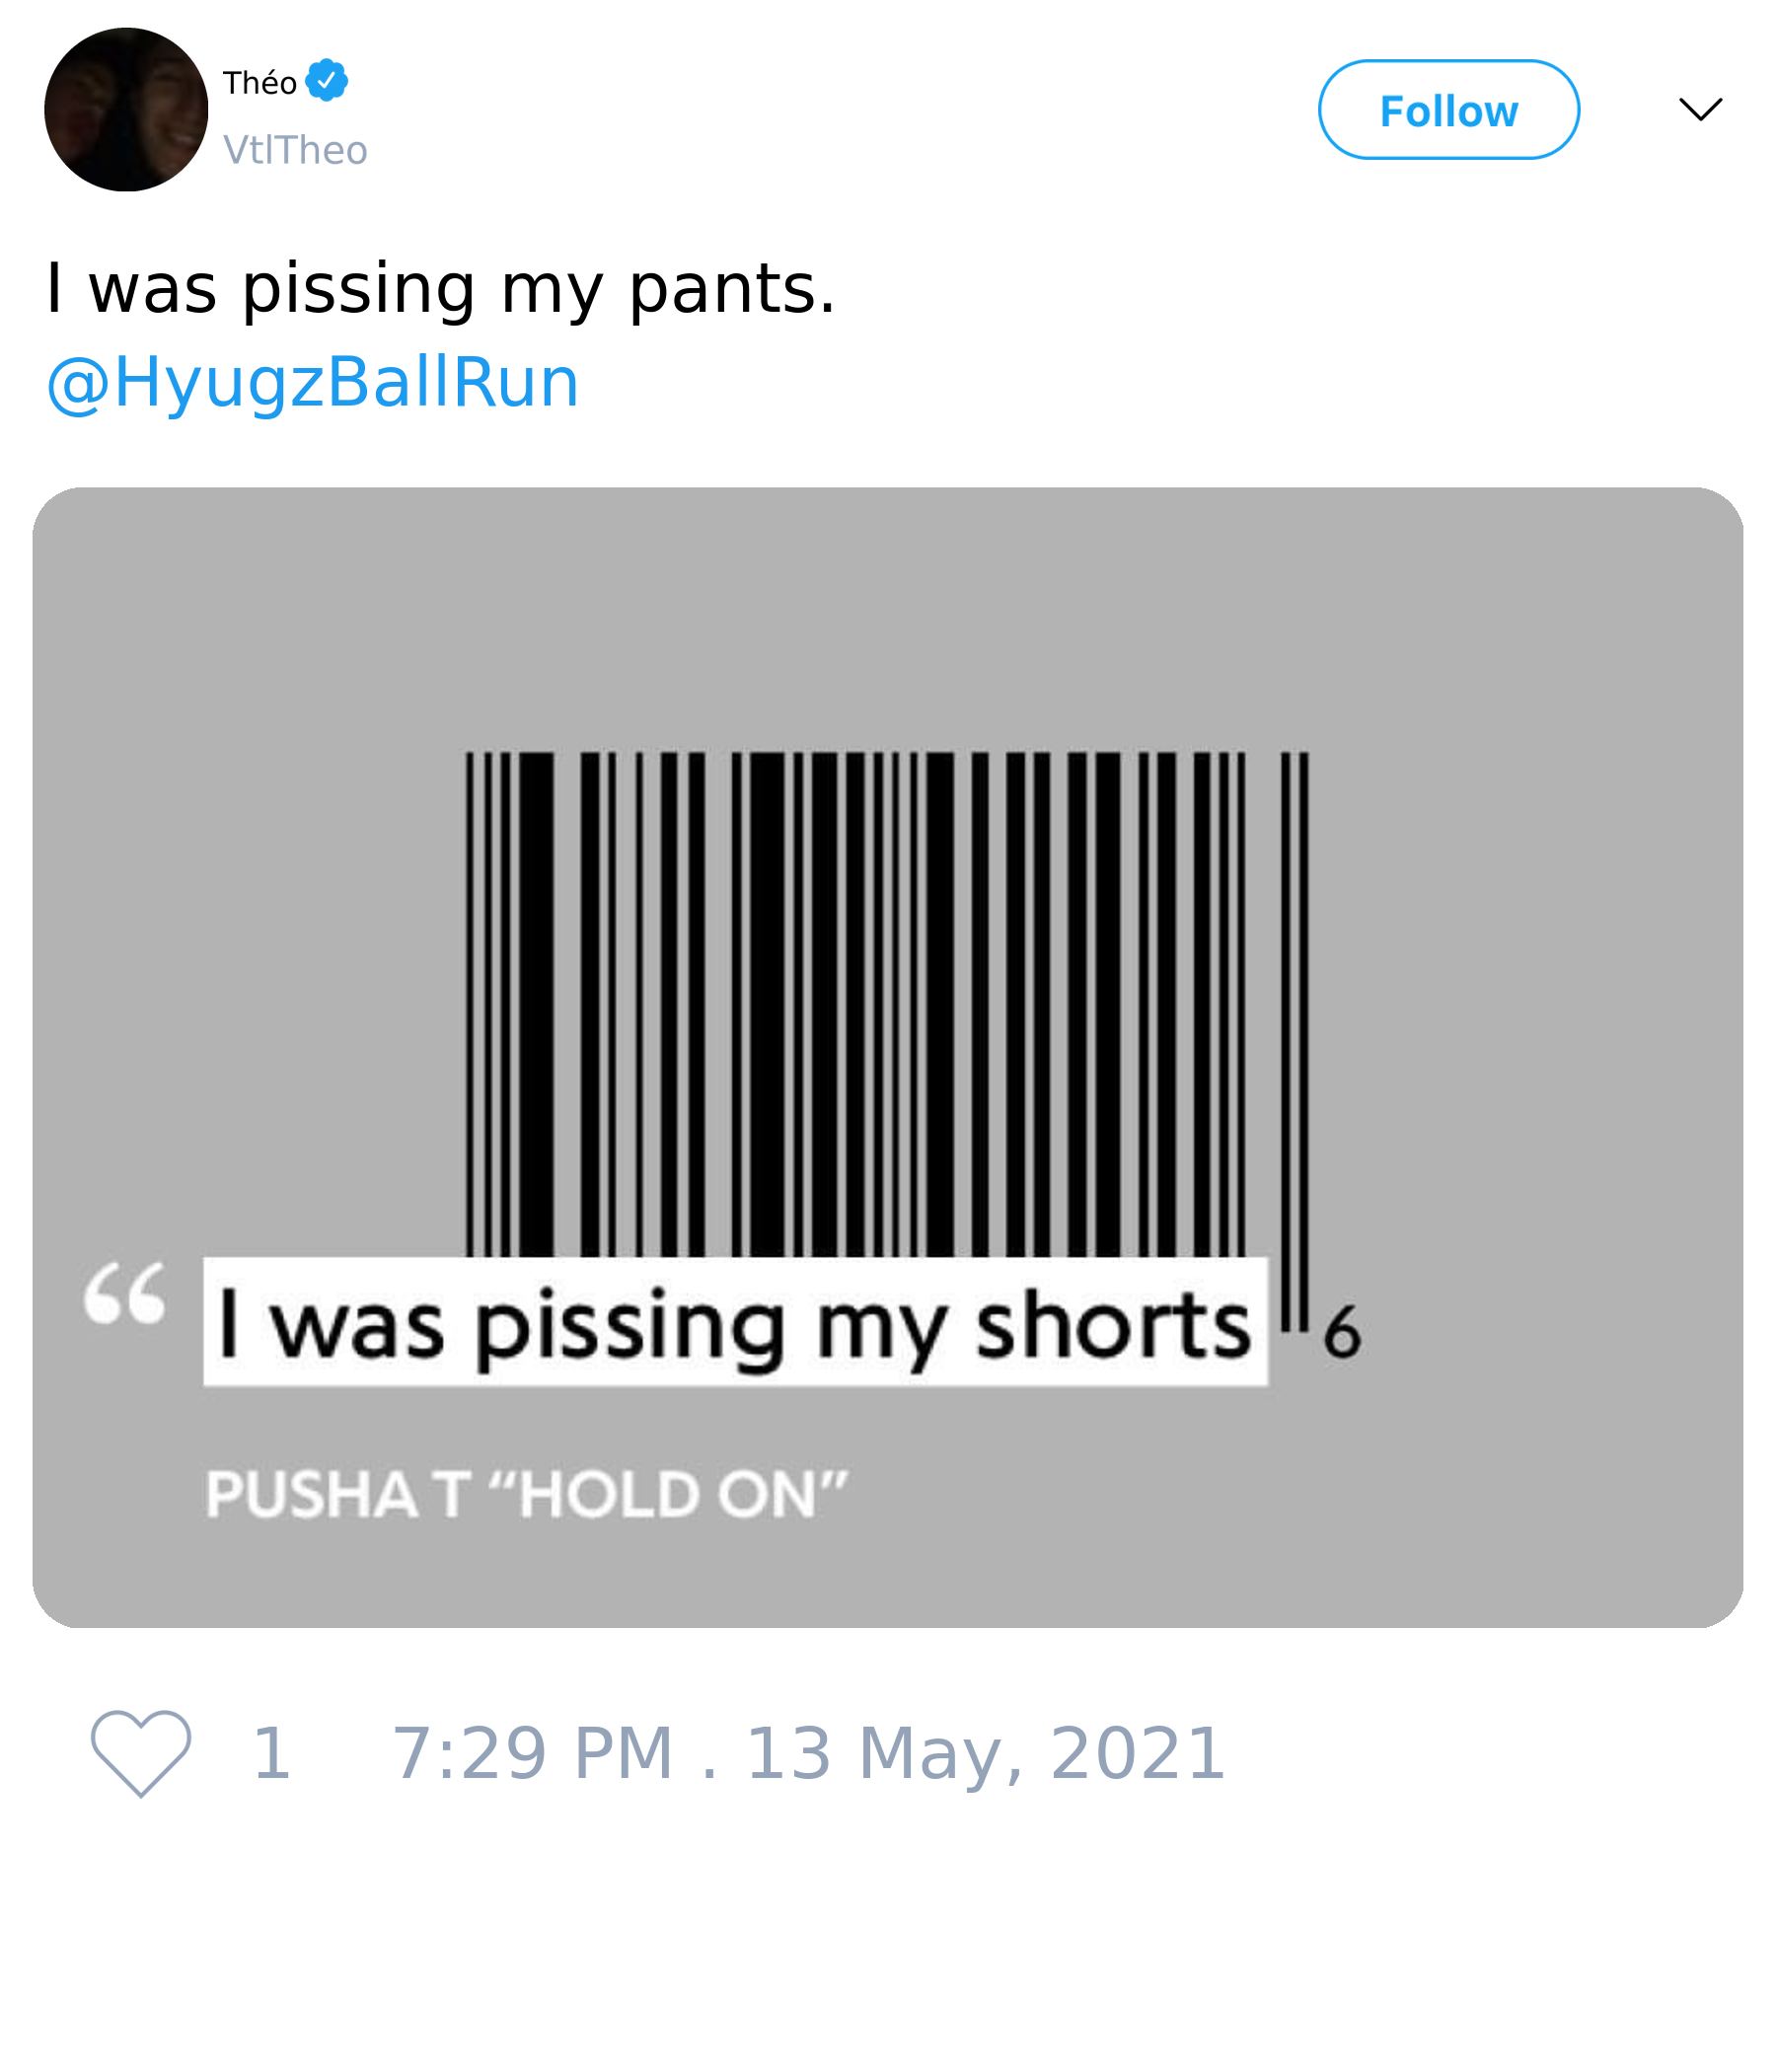 Théo
VtlTheo
Follow
I was pissing my pants.
@HyugzBallRun
“ I was pissing my shorts 6
PUSHA T “HOLD ON”
1 7:29 PM . 13 May, 2021